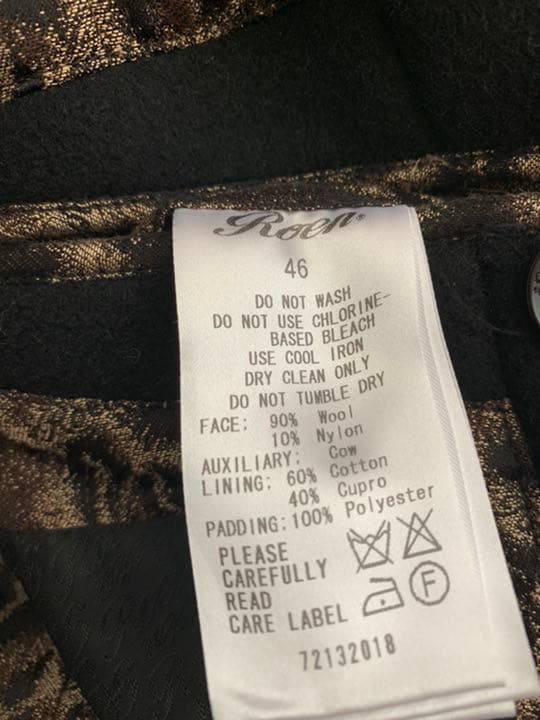 Roen
46
DO NOT WASH
DO NOT USE CHLORINE-
BASED BLEACH
USE COOL IRON
DRY CLEAN ONLY
DO NOT TUMBLE DRY
FACE: 90% Wool
10% Nylon
AUXILIARY: Cow
LINING: 60% Cotton
40% Cupro
PADDING: 100% Polyester
PLEASE
CAREFULLY
READ
CARE LABEL
F
72132018